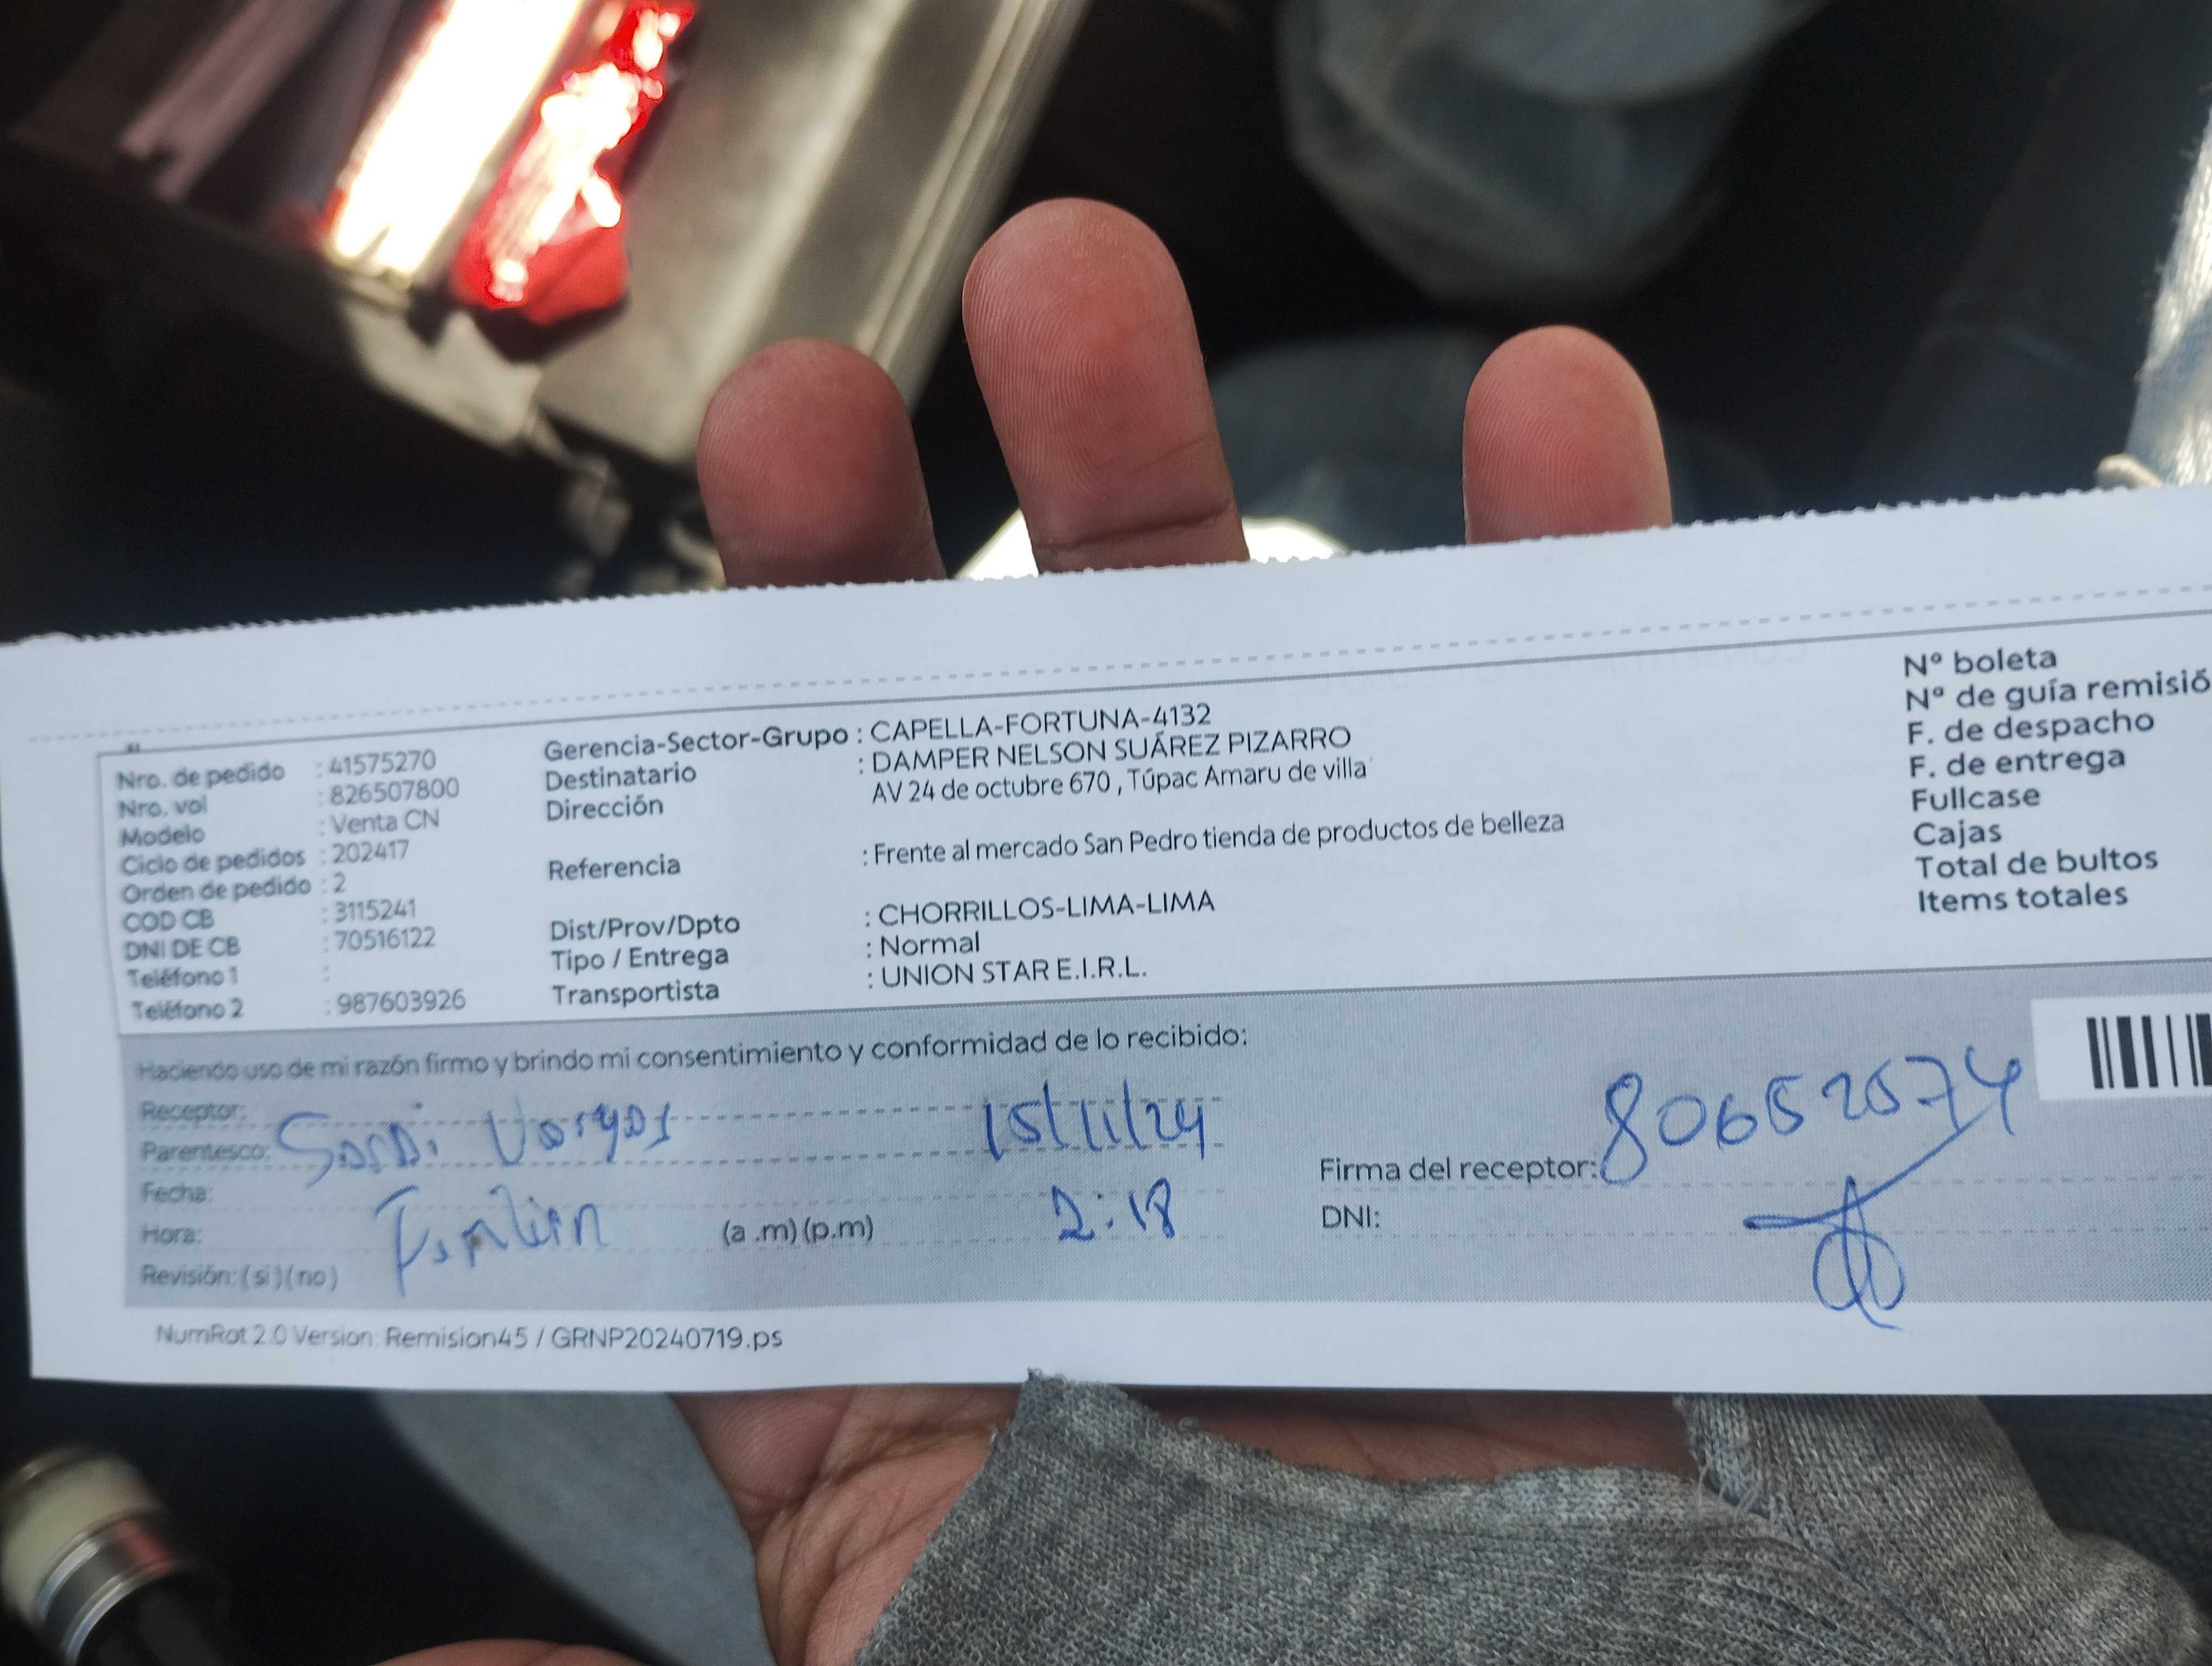 Nro. de pedido : 41575270
Nro. vol : 826507800
Modelo : Venta CN
Ciclo de pedidos : 202417
Orden de pedido : 2
COD CB : 3115241
DNI DE CB : 70516122
Teléfono 1 :
Teléfono 2 : 987603926
Gerencia-Sector-Grupo : CAPELLA-FORTUNA-4132
Destinatario : DAMPER NELSON SUÁREZ PIZARRO
Dirección AV 24 de octubre 670 , Túpac Amaru de villa
Referencia : Frente al mercado San Pedro tienda de productos de belleza
Dist/Prov/Dpto : CHORRILLOS-LIMA-LIMA
Tipo / Entrega : Normal
Transportista : UNION STAR E.I.R.L.
N° boleta
N° de guía remisió
F. de despacho
F. de entrega
Fullcase
Cajas
Total de bultos
Items totales
Haciendo uso de mi razón firmo y brindo mi consentimiento y conformidad de lo recibido:
Receptor:
Parentesco: Vargas 15/11/24
Fecha:
Hora: (a .m) (p.m) 2:18
Revisión: ( si ) ( no )
Firma del receptor: 80652574
DNI:
NumRot 2.0 Version: Remision45 / GRNP20240719.ps